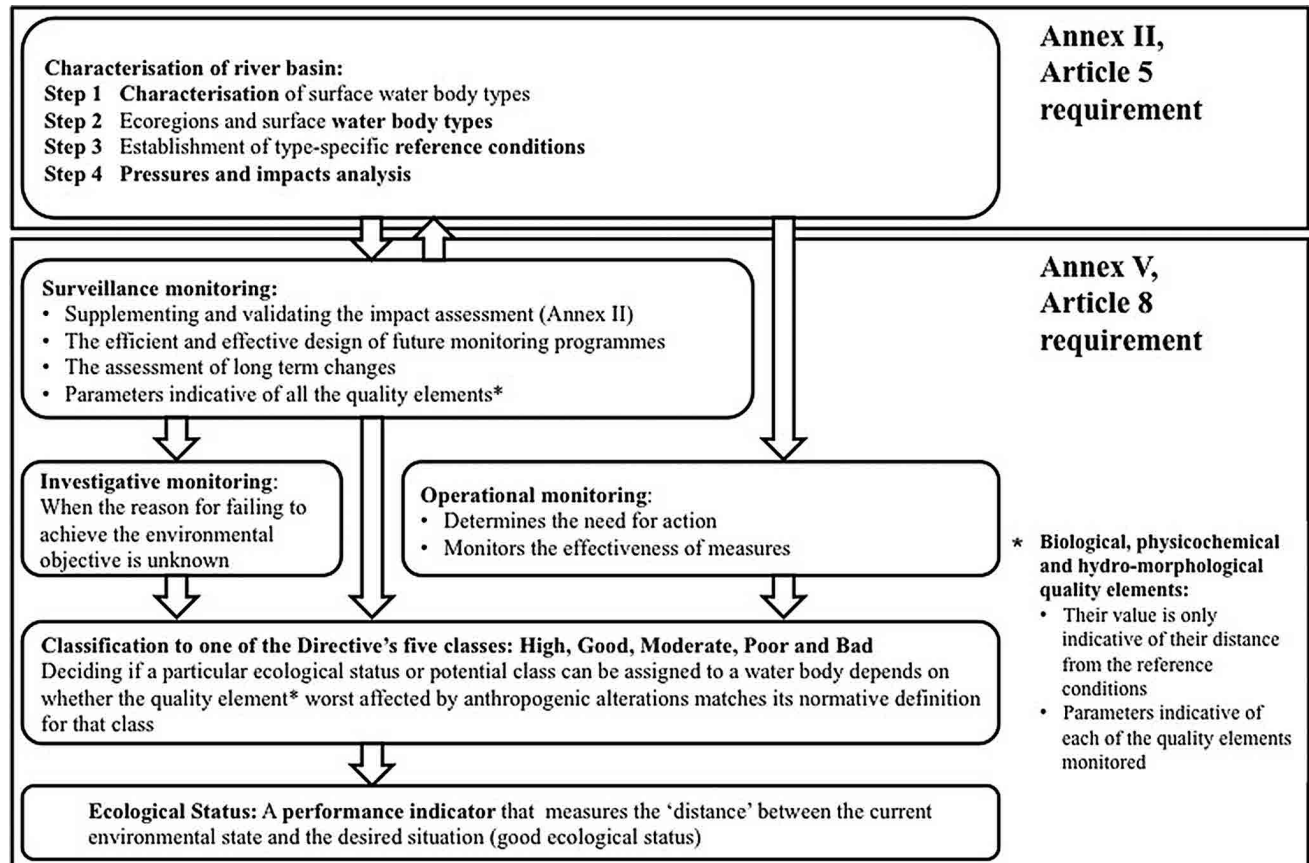 Characterisation of river basin:
Step 1 Characterisation of surface water body types
Step 2 Ecoregions and surface water body types
Step 3 Establishment of type-specific reference conditions
Step 4 Pressures and impacts analysis
Annex II,
Article 5
requirement
Surveillance monitoring:
• Supplementing and validating the impact assessment (Annex II)
• The efficient and effective design of future monitoring programmes
• The assessment of long term changes
• Parameters indicative of all the quality elements*
Annex V,
Article 8
requirement
Investigative monitoring:
When the reason for failing to
achieve the environmental
objective is unknown
Operational monitoring:
• Determines the need for action
• Monitors the effectiveness of measures
* Biological, physicochemical
and hydro-morphological
quality elements:
• Their value is only
indicative of their distance
from the reference
conditions
• Parameters indicative of
each of the quality elements
monitored
Classification to one of the Directive's five classes: High, Good, Moderate, Poor and Bad
Deciding if a particular ecological status or potential class can be assigned to a water body depends on
whether the quality element* worst affected by anthropogenic alterations matches its normative definition
for that class
Ecological Status: A performance indicator that measures the ‘distance’ between the current
environmental state and the desired situation (good ecological status)